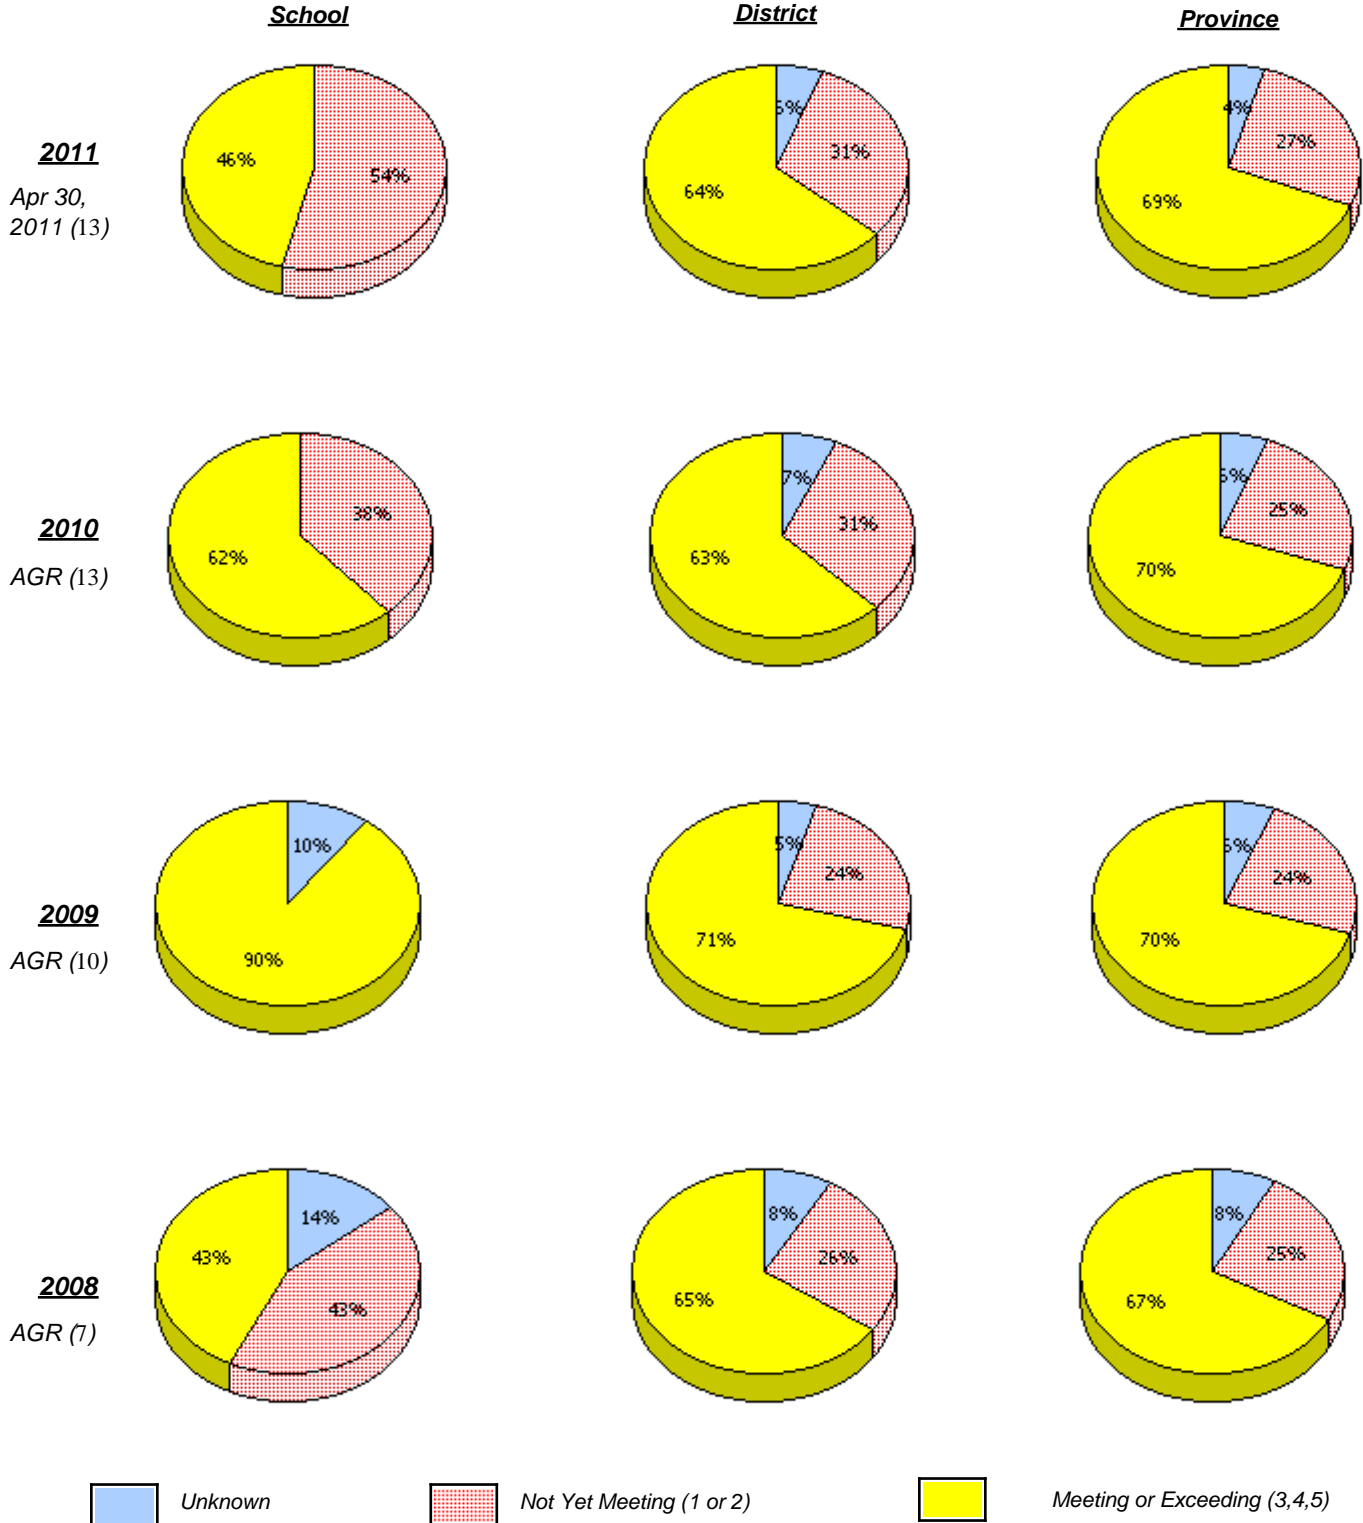 School District Province
46% 54% 31% 64% 4% 27% 69%
2011
Apr 30,
2011 (13)
38% 62% 7% 31% 63% 25% 70%
2010
AGR (13)
10% 90% 5% 24% 71% 24% 70%
2009
AGR (10)
14% 43% 43% 8% 26% 65% 8% 25% 67%
2008
AGR (7)
Unknown Not Yet Meeting (1 or 2) Meeting or Exceeding (3,4,5)